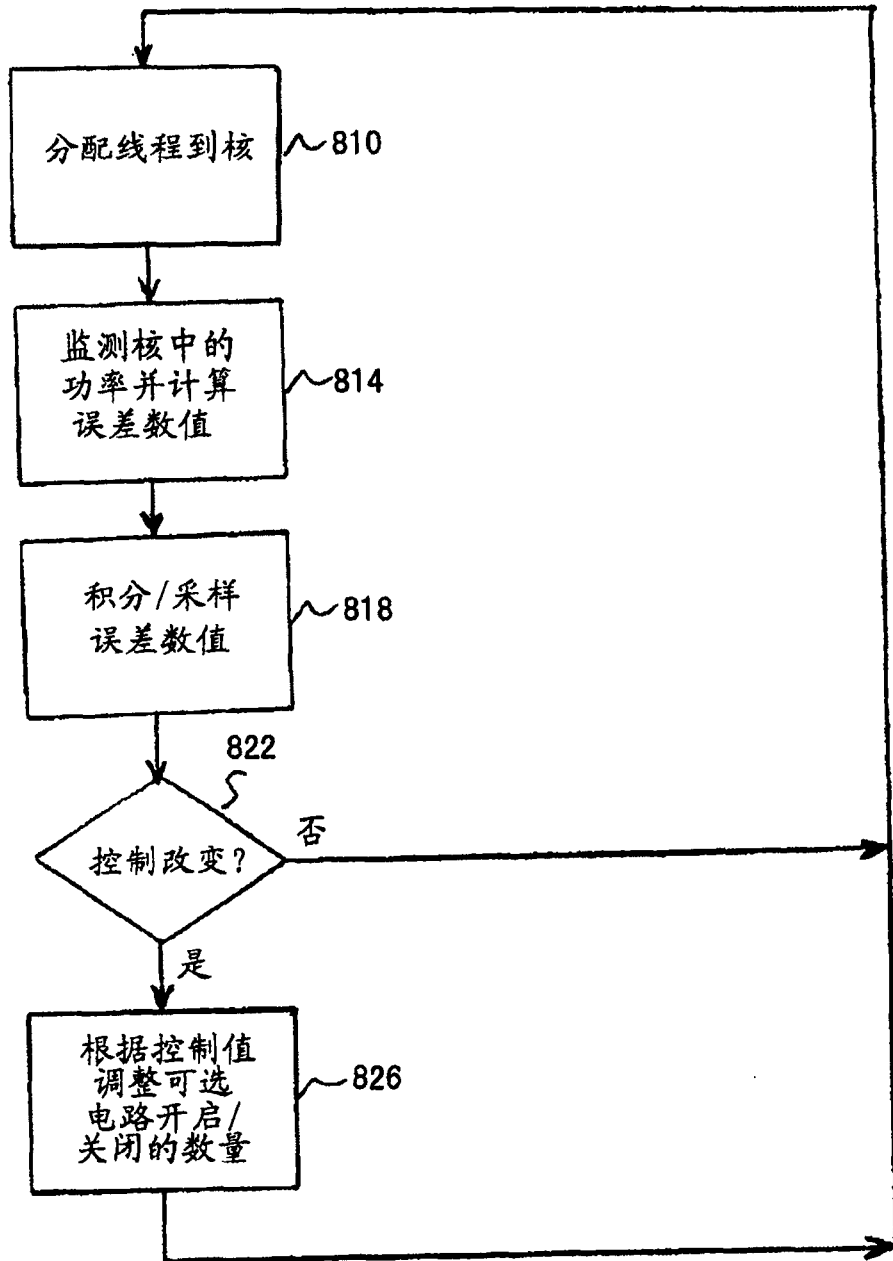 分配线程到核
810
监测核中的
功率并计算
误差数值
814
积分/采样
误差数值
818
822
控制改变?
否
是
根据控制值
调整可选
电路开启/
关闭的数量
826